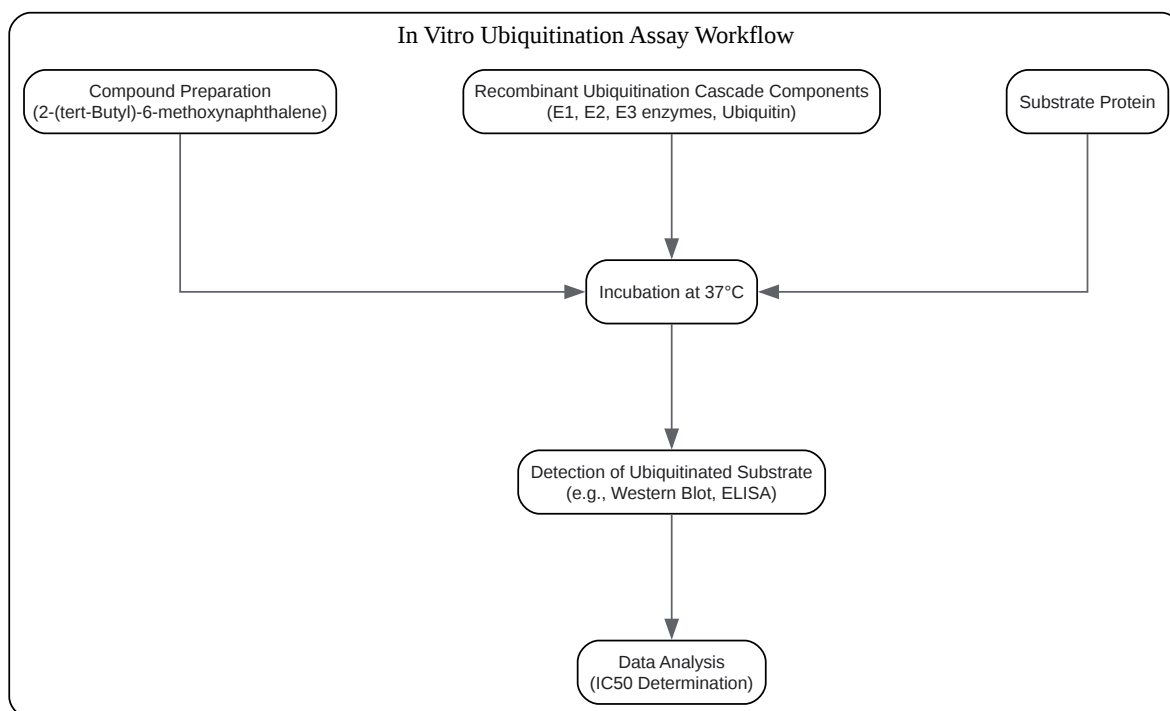 In Vitro Ubiquitination Assay Workflow
Compound Preparation
(2-(tert-Butyl)-6-methoxynaphthalene)
Recombinant Ubiquitination Cascade Components
(E1, E2, E3 enzymes, Ubiquitin)
Substrate Protein
Incubation at 37°C
Detection of Ubiquitinated Substrate
(e.g., Western Blot, ELISA)
Data Analysis
(IC50 Determination)